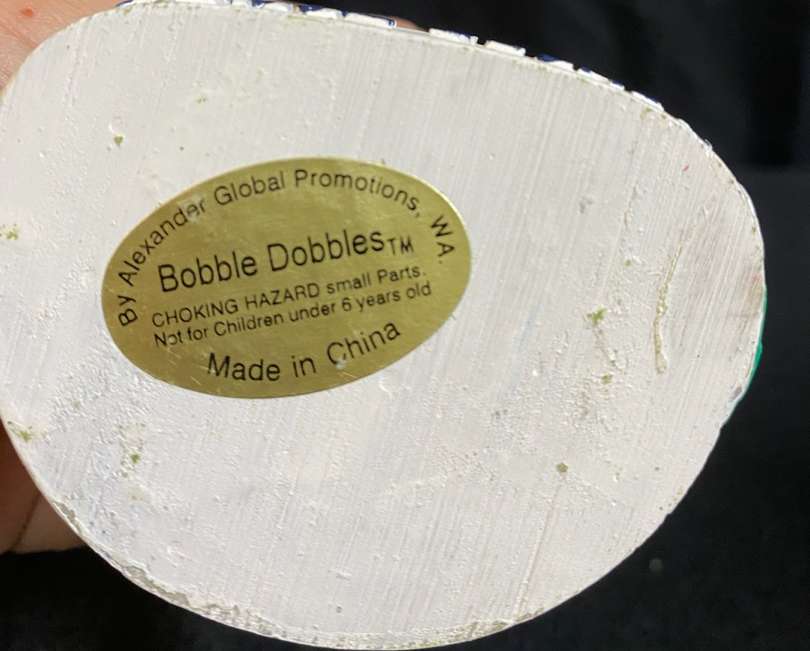 By Alexander Global Promotions, WA.
Bobble Dobbles™
CHOKING HAZARD small Parts.
Not for Children under 6 years old
Made in China